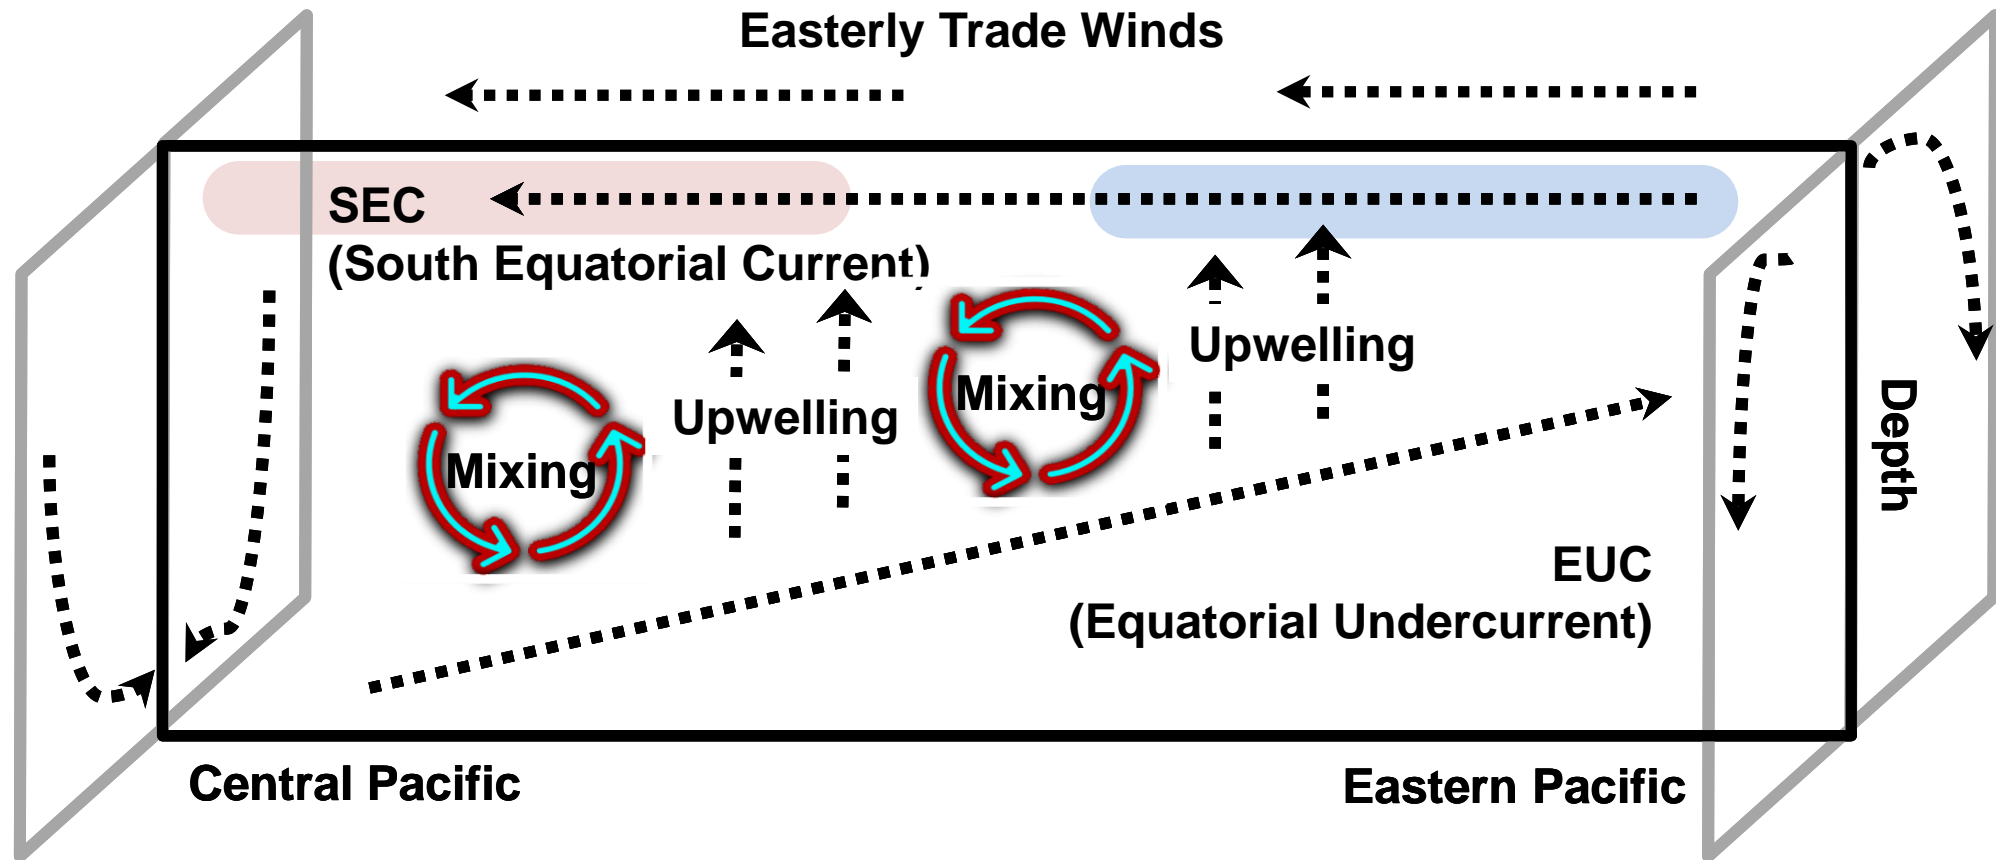 Easterly Trade Winds
SEC
(South Equatorial Current)
Upwelling
Mixing
Upwelling
Mixing
Depth
EUC
(Equatorial Undercurrent)
Central Pacific
Eastern Pacific